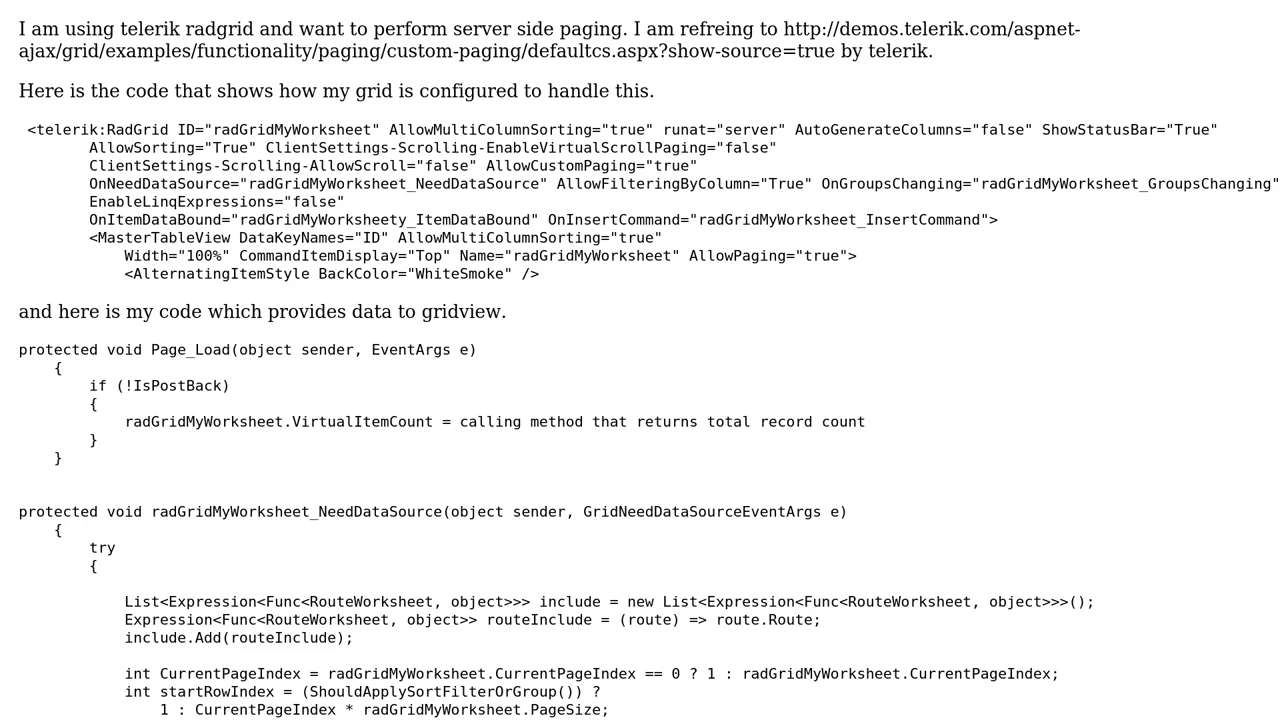 I am using telerik radgrid and want to perform server side paging. I am refreing to http://demos.telerik.com/aspnet-
ajax/grid/examples/functionality/paging/custom-paging/defaultcs.aspx?show-source=true by telerik.
Here is the code that shows how my grid is configured to handle this.
<telerik:RadGrid ID="radGridMyWorksheet" AllowMultiColumnSorting="true" runat="server" AutoGenerateColumns="false" ShowStatusBar="True"
AllowSorting="True" ClientSettings-Scrolling-EnableVirtualScrollPaging="false"
ClientSettings-Scrolling-AllowScroll="false" AllowCustomPaging="true"
OnNeedDataSource="radGridMyWorksheet_NeedDataSource" AllowFilteringByColumn="True" OnGroupsChanging="radGridMyWorksheet_GroupsChanging"
EnableLinqExpressions="false"
OnItemDataBound="radGridMyWorksheety_ItemDataBound" OnInsertCommand="radGridMyWorksheet_InsertCommand">
<MasterTableView DataKeyNames="ID" AllowMultiColumnSorting="true"
Width="100%" CommandItemDisplay="Top" Name="radGridMyWorksheet" AllowPaging="true">
<AlternatingItemStyle BackColor="WhiteSmoke" />
and here is my code which provides data to gridview.
protected void Page_Load(object sender, EventArgs e)
{
if (!IsPostBack)
{
radGridMyWorksheet.VirtualItemCount = calling method that returns total record count
}
}
protected void radGridMyWorksheet_NeedDataSource(object sender, GridNeedDataSourceEventArgs e)
{
try
{
List<Expression<Func<RouteWorksheet, object>>> include = new List<Expression<Func<RouteWorksheet, object>>>();
Expression<Func<RouteWorksheet, object>> routeInclude = (route) => route.Route;
include.Add(routeInclude);
int CurrentPageIndex = radGridMyWorksheet.CurrentPageIndex == 0 ? 1 : radGridMyWorksheet.CurrentPageIndex;
int startRowIndex = (ShouldApplySortFilterOrGroup()) ?
1 : CurrentPageIndex * radGridMyWorksheet.PageSize;